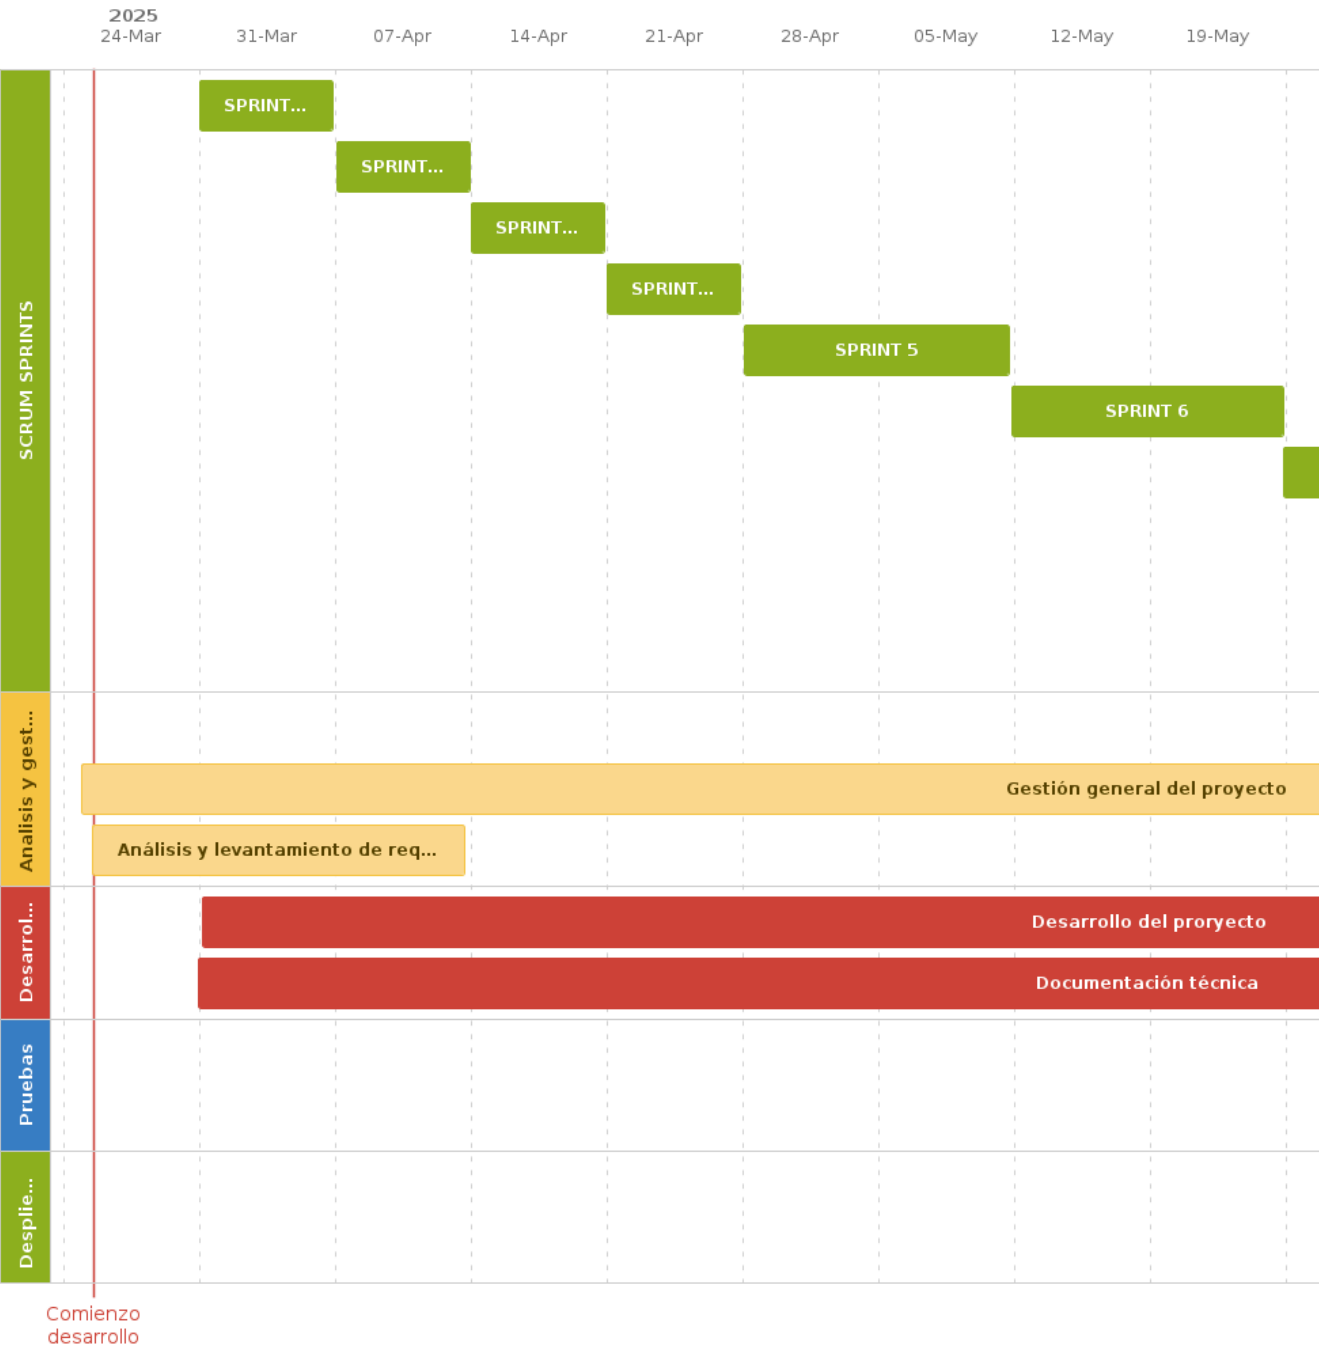 2025
24-Mar 31-Mar 07-Apr 14-Apr 21-Apr 28-Apr 05-May 12-May 19-May
SCRUM SPRINTS
SPRINT...
SPRINT...
SPRINT...
SPRINT...
SPRINT 5
SPRINT 6
Analisis y gest...
Gestión general del proyecto
Análisis y levantamiento de req...
Desarrol...
Desarrollo del proryecto
Documentación técnica
Pruebas
Desplie...
Comienzo
desarrollo